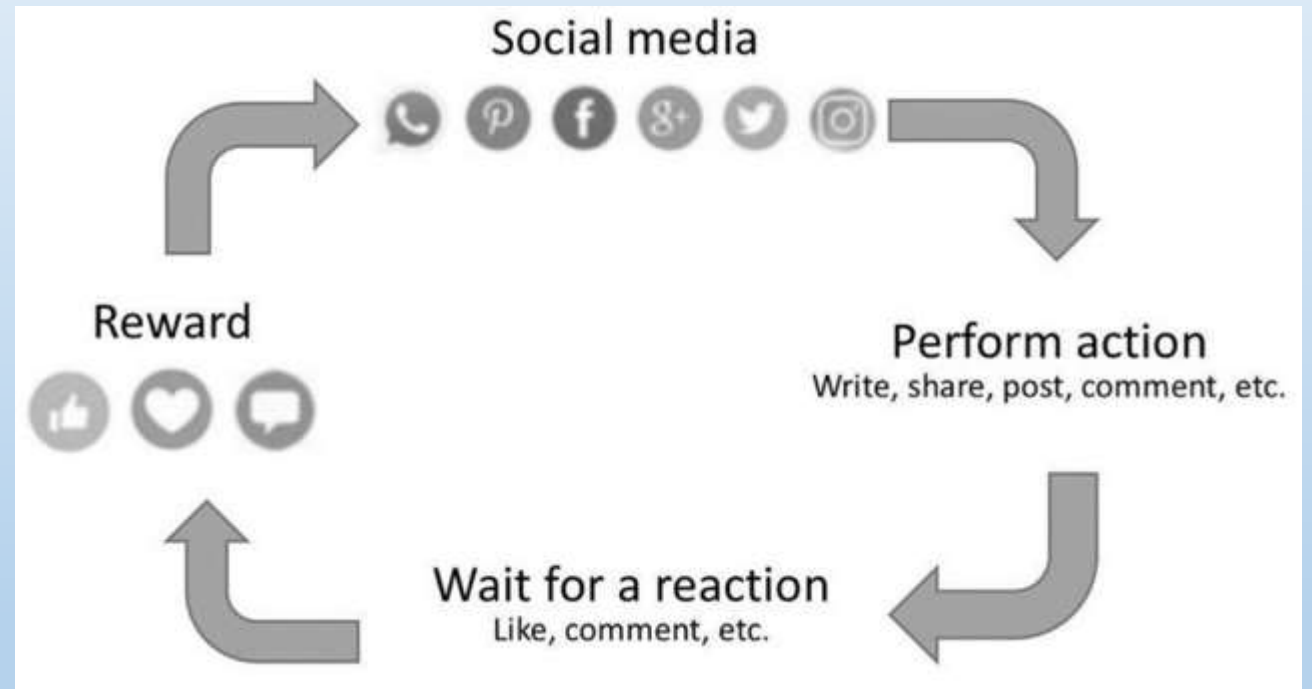 Social media
Perform action
Write, share, post, comment, etc.
Wait for a reaction
Like, comment, etc.
Reward